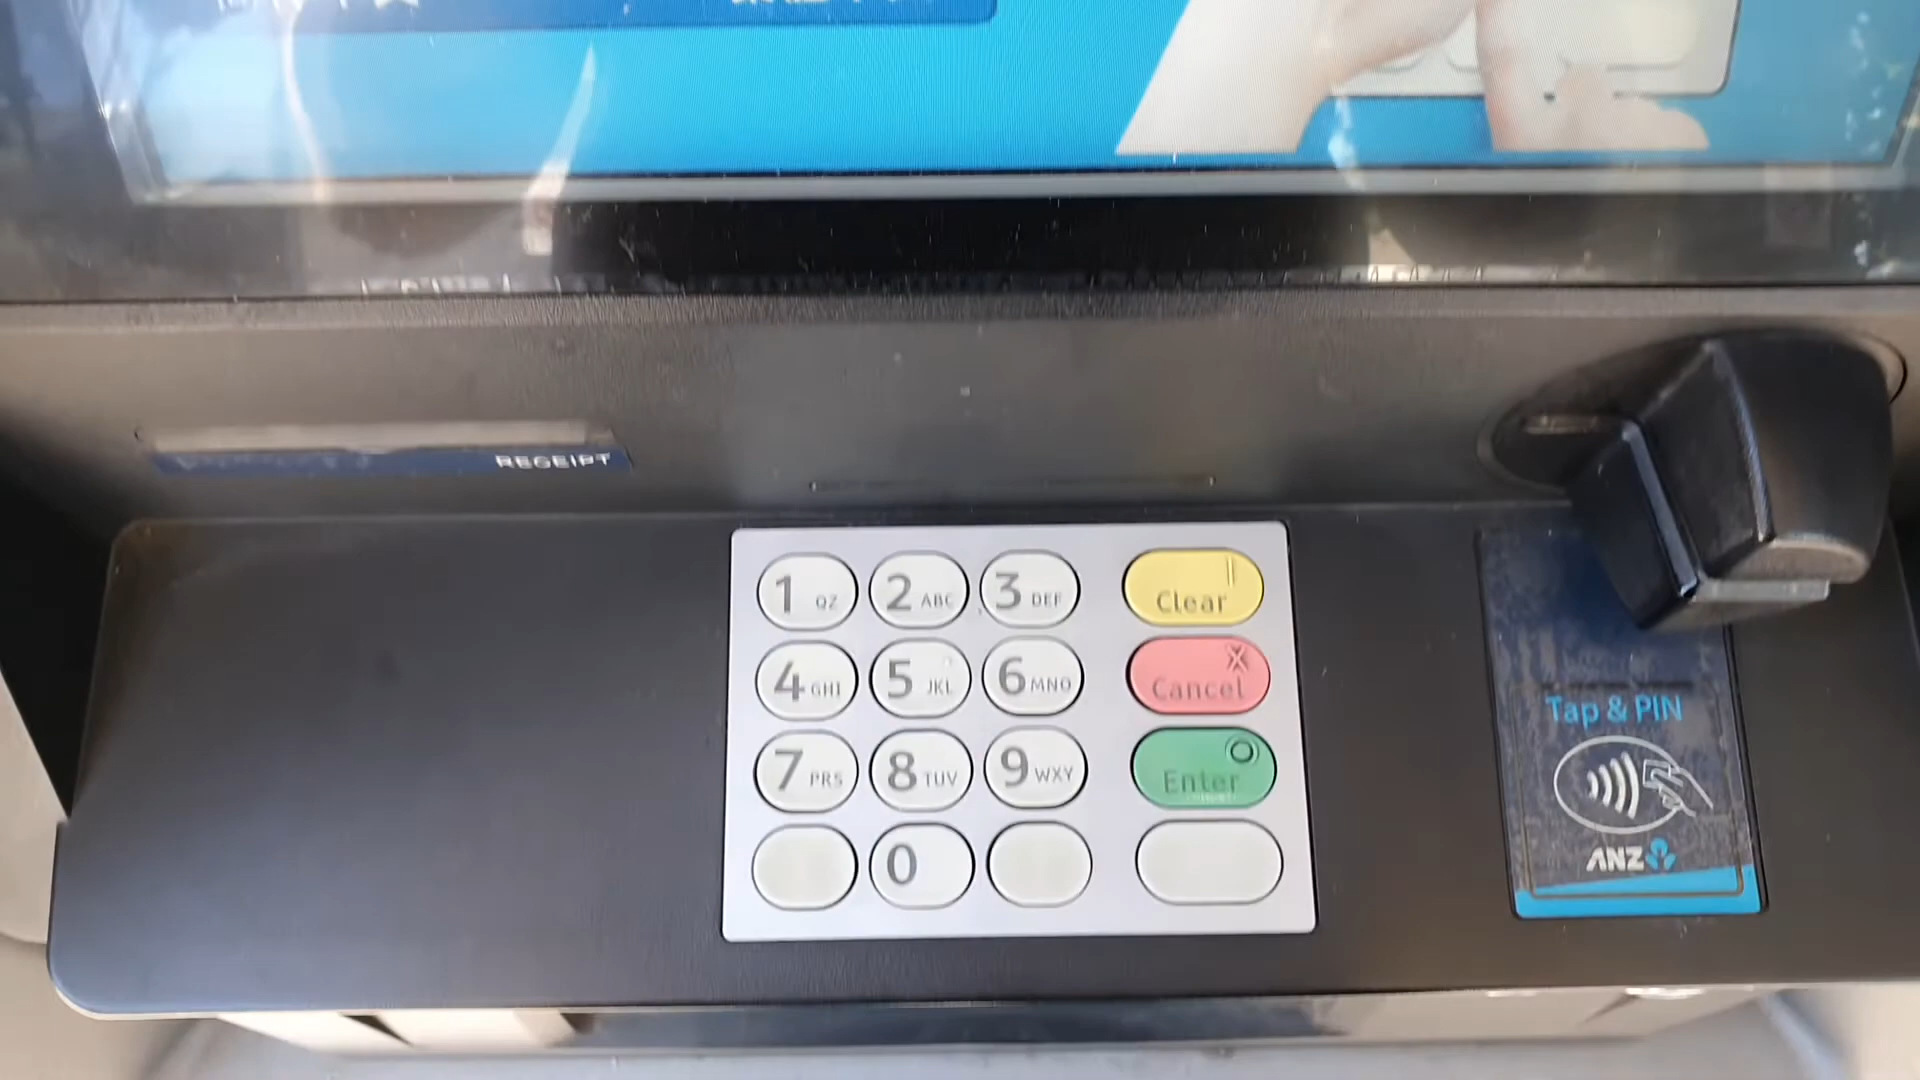 RECEIPT
1 QZ
2 ABC
3 DEF
Clear
4 GHI
5 JKL
6 MNO
Cancel
7 PRS
8 TUV
9 WXY
Enter
0
Tap & PIN
ANZ